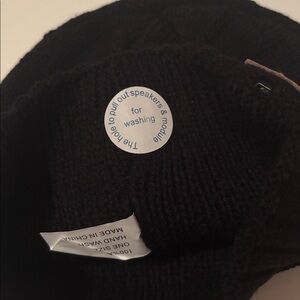 The hole to pull out speakers & module
for
washing
ONE SIZE
HAND WASH
MADE IN CHINA